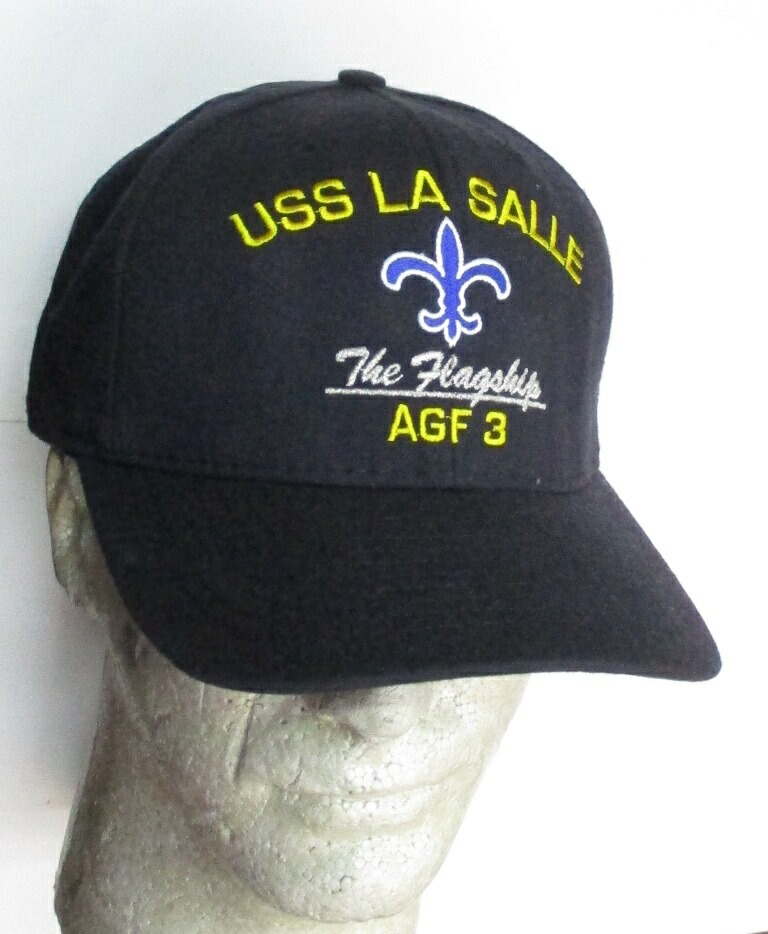 USS LA SALLE
The Flagship
AGF 3